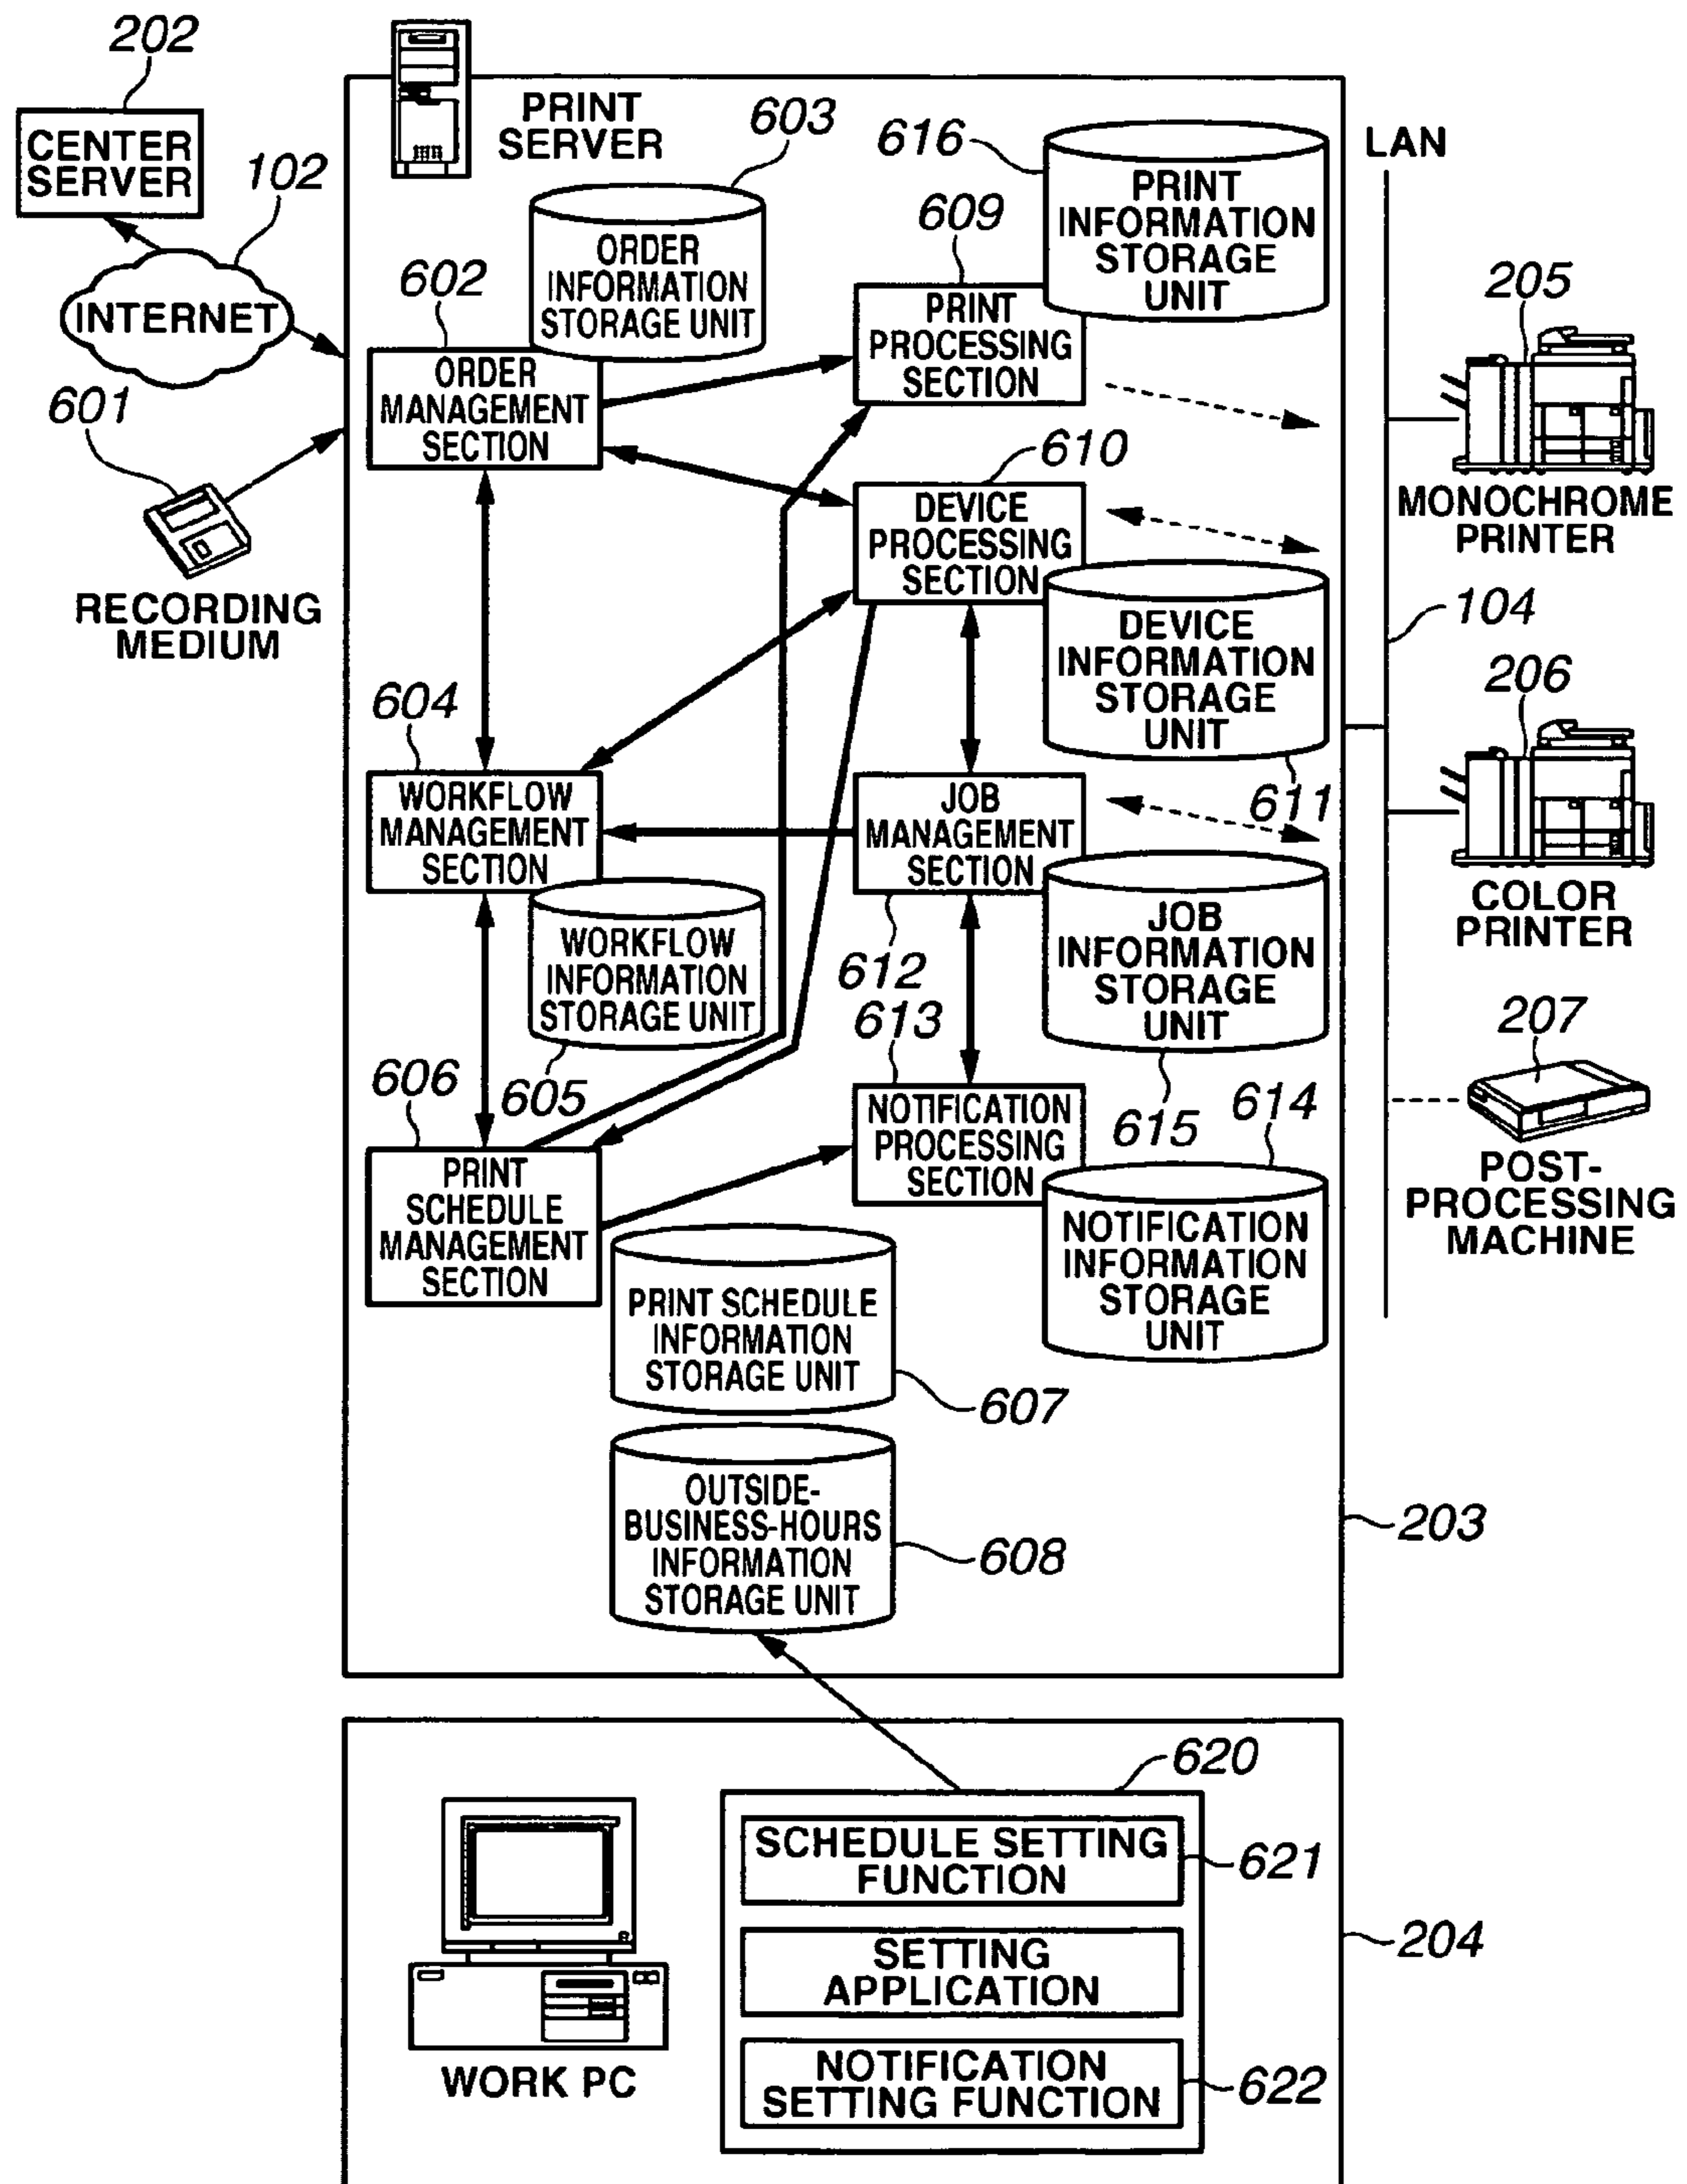 202
CENTER
SERVER
102
INTERNET
601
RECORDING
MEDIUM
PRINT
SERVER
603
ORDER
INFORMATION
STORAGE UNIT
602
ORDER
MANAGEMENT
SECTION
616
PRINT
INFORMATION
STORAGE
UNIT
609
PRINT
PROCESSING
SECTION
610
DEVICE
PROCESSING
SECTION
DEVICE
INFORMATION
STORAGE
UNIT
611
604
WORKFLOW
MANAGEMENT
SECTION
WORKFLOW
INFORMATION
STORAGE UNIT
605
JOB
MANAGEMENT
SECTION
612
JOB
INFORMATION
STORAGE
UNIT
615
606
PRINT
SCHEDULE
MANAGEMENT
SECTION
613
NOTIFICATION
PROCESSING
SECTION
614
NOTIFICATION
INFORMATION
STORAGE
UNIT
PRINT SCHEDULE
INFORMATION
STORAGE UNIT
607
OUTSIDE-
BUSINESS-HOURS
INFORMATION
STORAGE UNIT
608
203
LAN
205
MONOCHROME
PRINTER
104
206
COLOR
PRINTER
207
POST-
PROCESSING
MACHINE
WORK PC
620
SCHEDULE SETTING
FUNCTION
621
SETTING
APPLICATION
NOTIFICATION
SETTING FUNCTION
622
204